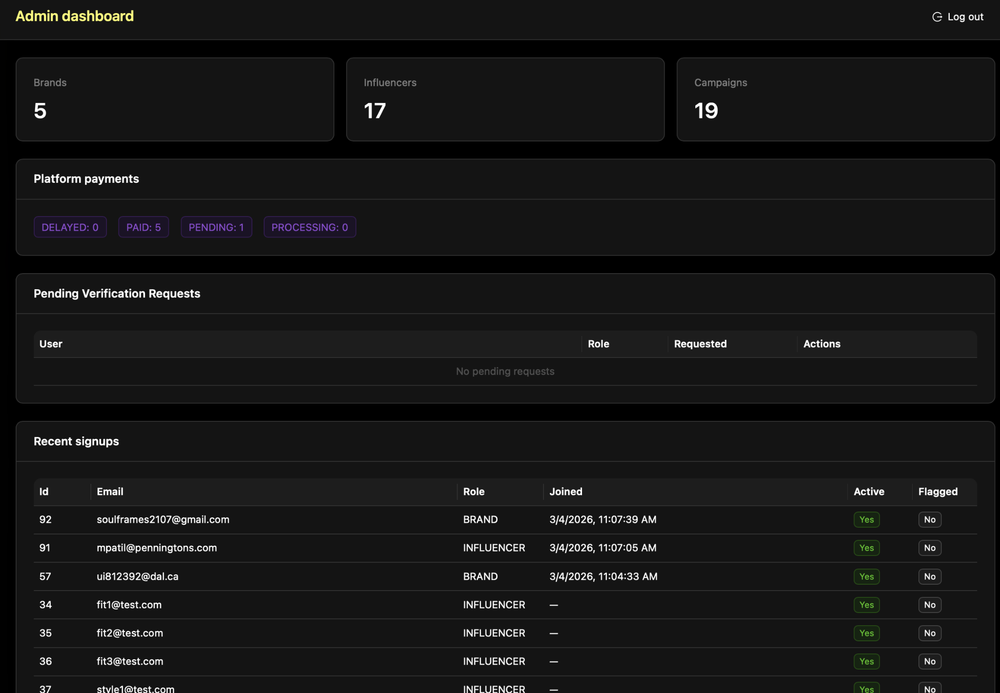 Admin dashboard
Log out
Brands
5
Influencers
17
Campaigns
19
Platform payments
DELAYED: 0 PAID: 5 PENDING: 1 PROCESSING: 0
Pending Verification Requests
User Role Requested Actions
No pending requests
Recent signups
Id Email Role Joined Active Flagged
92 soulframes2107@gmail.com BRAND 3/4/2026, 11:07:39 AM Yes No
91 mpatil@penningtons.com INFLUENCER 3/4/2026, 11:07:05 AM Yes No
57 ui812392@dal.ca BRAND 3/4/2026, 11:04:33 AM Yes No
34 fit1@test.com INFLUENCER — Yes No
35 fit2@test.com INFLUENCER — Yes No
36 fit3@test.com INFLUENCER — Yes No
37 style1@test.com INFLUENCER — Yes No